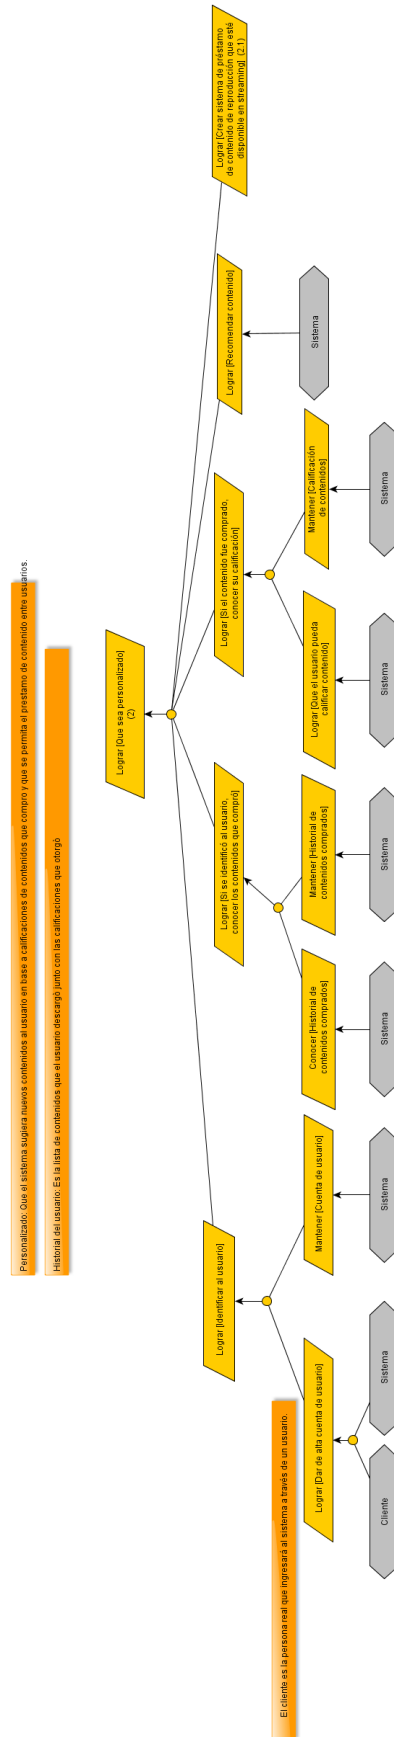 Personalizado: Que el sistema sugiera nuevos contenidos al usuario en base a calificaciones de contenidos que compro y que se permita el prestamo de contenido entre usuarios.
Historial del usuario: Es la lista de contenidos que el usuario descargó junto con las calificaciones que otorgó
Lograr [Que sea personalizado]
(2)
Lograr [Identificar al usuario]
Lograr [Si se identificó al usuario,
conocer los contenidos que compró]
Lograr [Si el contenido fue comprado,
conocer su calificación]
Lograr [Recomendar contenido]
Lograr [Crear sistema de préstamo
de contenido de reproducción que esté
disponible en streaming] (2.1)
El cliente es la persona real que ingresará al sistema a través de un usuario.
Lograr [Dar de alta cuenta de usuario]
Mantener [Cuenta de usuario]
Conocer [Historial de
contenidos comprados]
Mantener [Historial de
contenidos comprados]
Lograr [Que el usuario pueda
calificar contenido]
Mantener [Calificación
de contenidos]
Sistema
Cliente
Sistema
Sistema
Sistema
Sistema
Sistema
Sistema